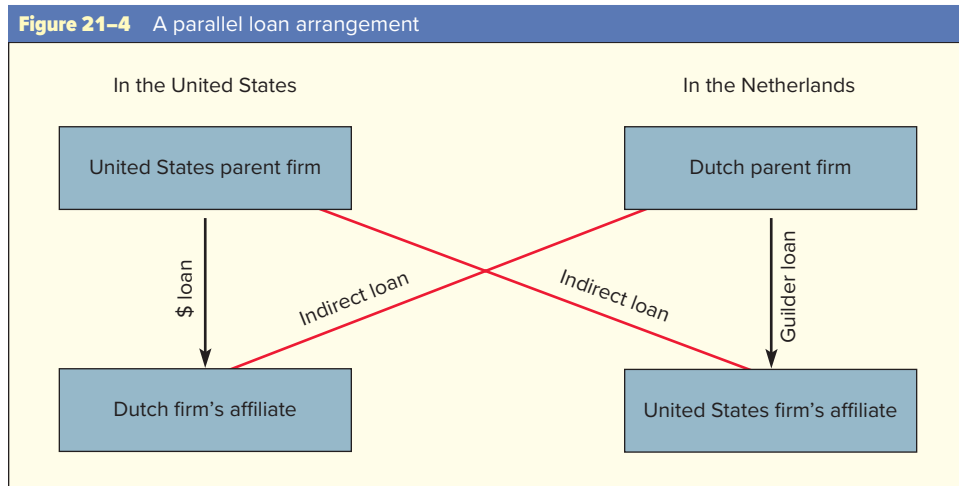 Figure 21–4 A parallel loan arrangement
In the United States
In the Netherlands
United States parent firm
Dutch parent firm
$ loan
Indirect loan
Indirect loan
Guilder loan
Dutch firm's affiliate
United States firm's affiliate